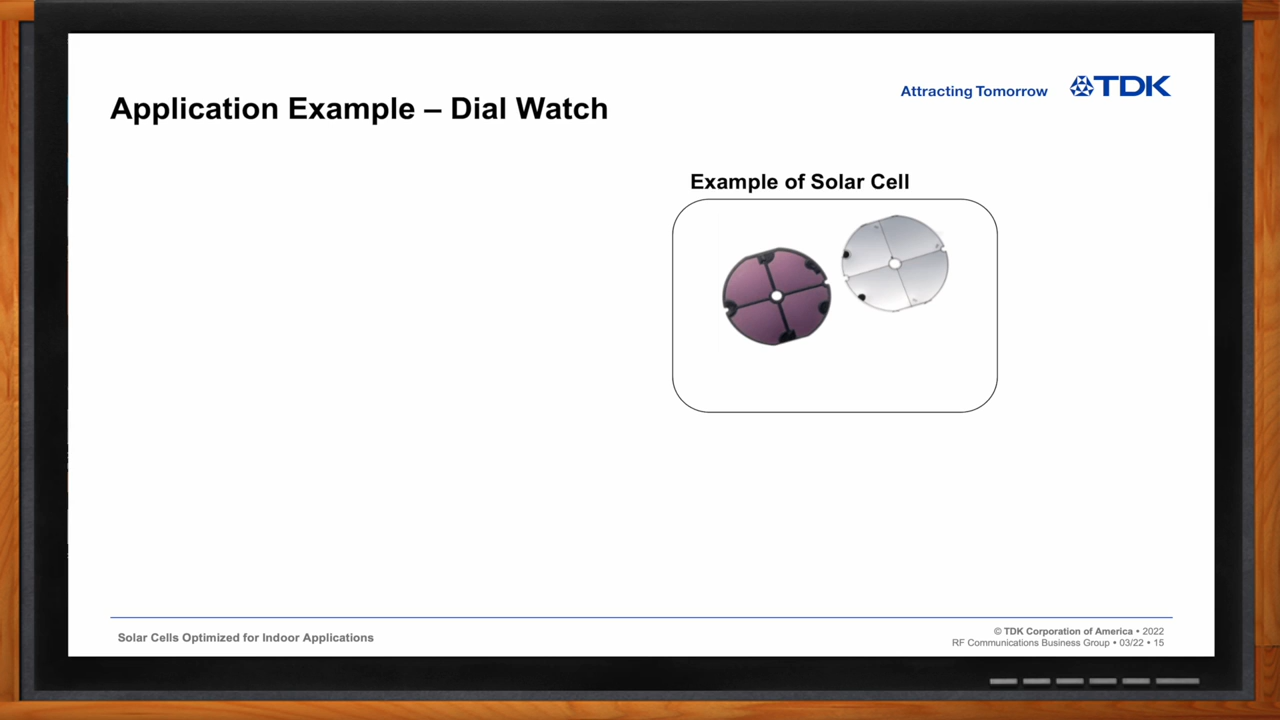 Attracting Tomorrow
TDK
Application Example – Dial Watch
Example of Solar Cell
Solar Cells Optimized for Indoor Applications
© TDK Corporation of America • 2022
RF Communications Business Group • 03/22 • 15